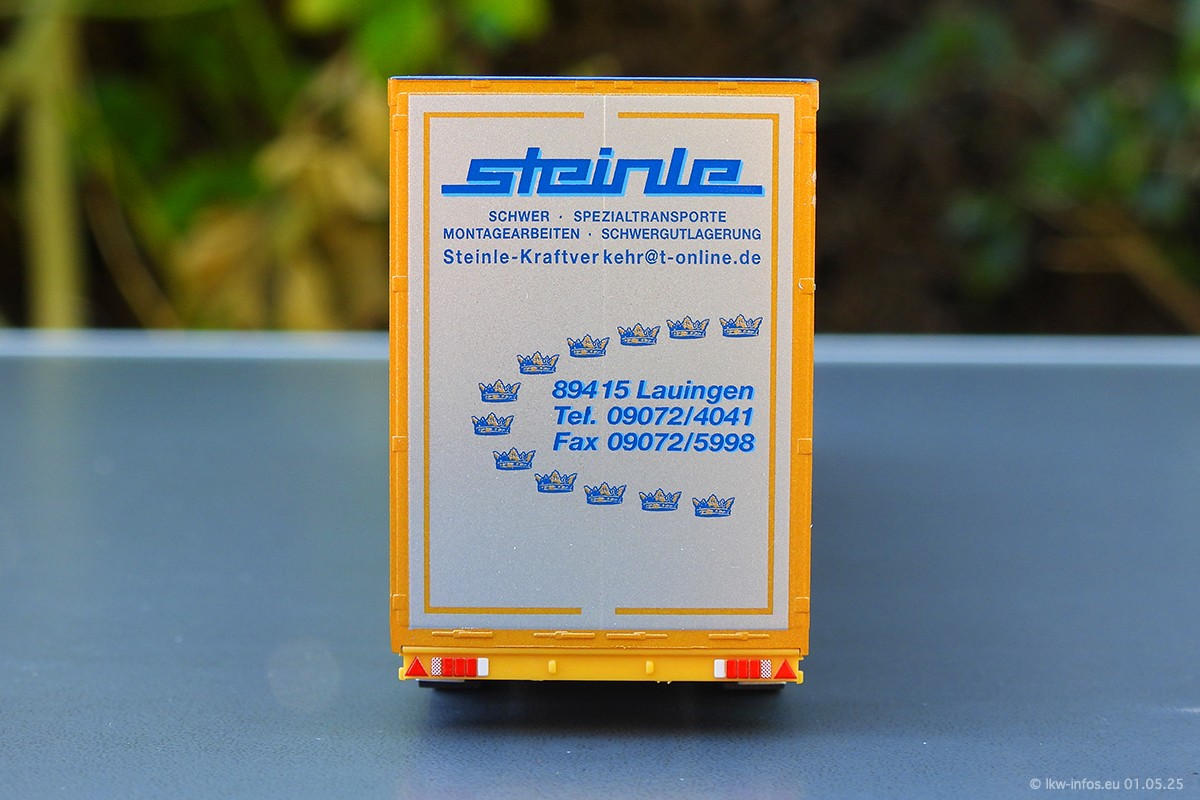 steinle
SCHWER · SPEZIALTRANSPORTE
MONTAGEARBEITEN · SCHWERGUTLAGERUNG
Steinle-Kraftverkehr@t-online.de
89415 Lauingen
Tel. 09072/4041
Fax 09072/5998
© lkw-infos.eu 01.05.25